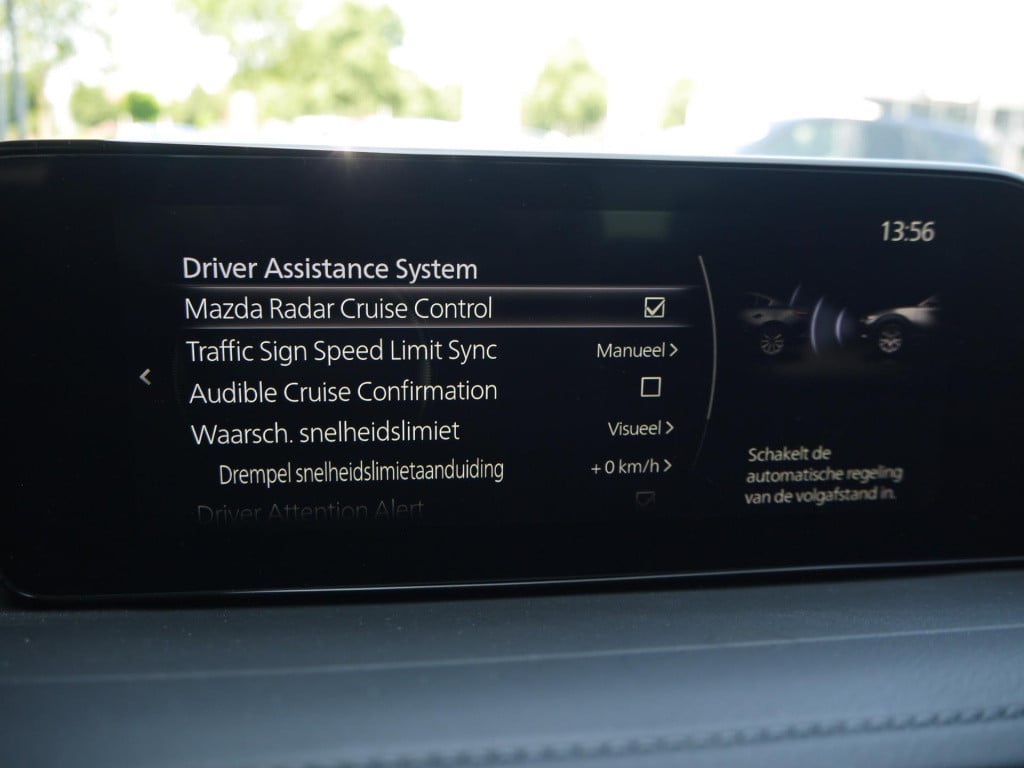 13:56
Driver Assistance System
Mazda Radar Cruise Control
Traffic Sign Speed Limit Sync Manueel >
Audible Cruise Confirmation
Waarsch. snelheidslimiet Visueel >
Drempel snelheidslimietaanduiding +0 km/h >
Driver Attention Alert
Schakelt de
automatische regeling
van de volgafstand in.